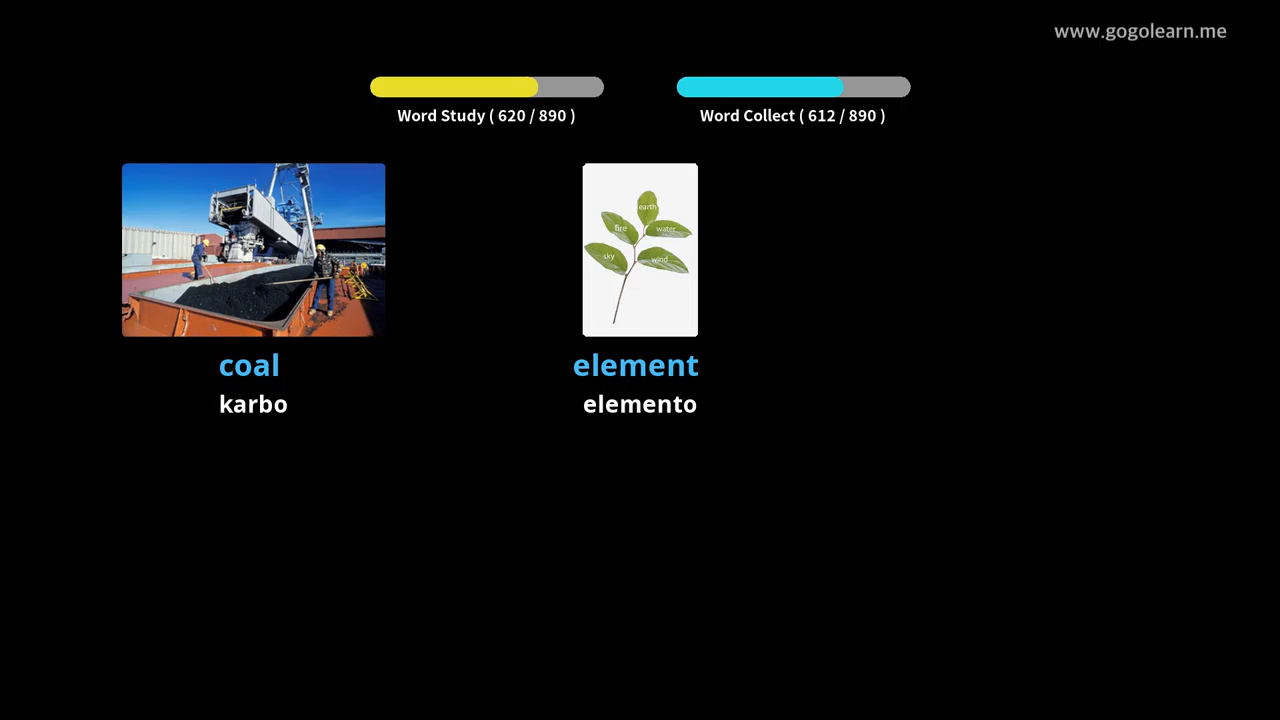 www.gogolearn.me
Word Study ( 620 / 890 )
Word Collect ( 612 / 890 )
earth
fire
water
sky
wind
coal
element
karbo
elemento